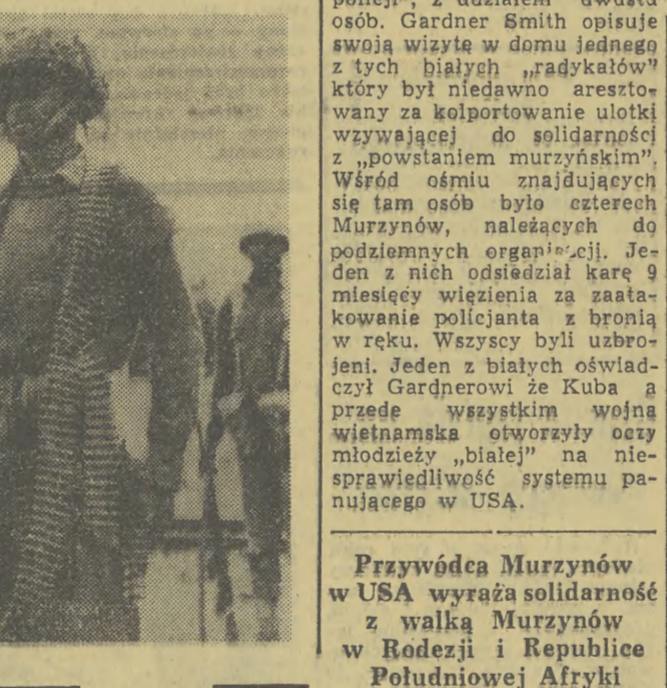 policji", z udziałem dwustu
osób. Gardner Smith opisuje
swoją wizytę w domu jednego
z tych białych „radykałów"
który był niedawno areszto-
wany za kolportowanie ulotki
wzywającej do solidarności
z „powstaniem murzyńskim".
Wśród ośmiu znajdujących
się tam osób było czterech
Murzynów, należących do
podziemnych organizacji. Je-
den z nich odsiedział karę 9
miesięcy więzienia za zaata-
kowanie policjanta z bronią
w ręku. Wszyscy byli uzbro-
jeni. Jeden z białych oświad-
czył Gardnerowi że Kuba a
przede wszystkim wojna
wietnamska otworzyły oczy
młodzieży „białej" na nie-
sprawiedliwość systemu pa-
nującego w USA.
Przywódca Murzynów
w USA wyraża solidarność
z walką Murzynów
w Rodezji i Republice
Południowej Afryki